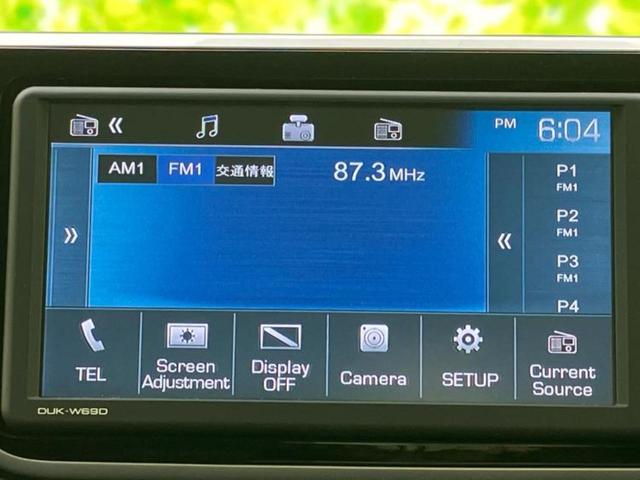 PM 6:04
AM1 FM1 交通情報 87.3 MHz
P1
FM1
P2
FM1
P3
FM1
P4
TEL
Screen
Adjustment
Display
OFF
Camera
SETUP
Current
Source
DUK-W69D